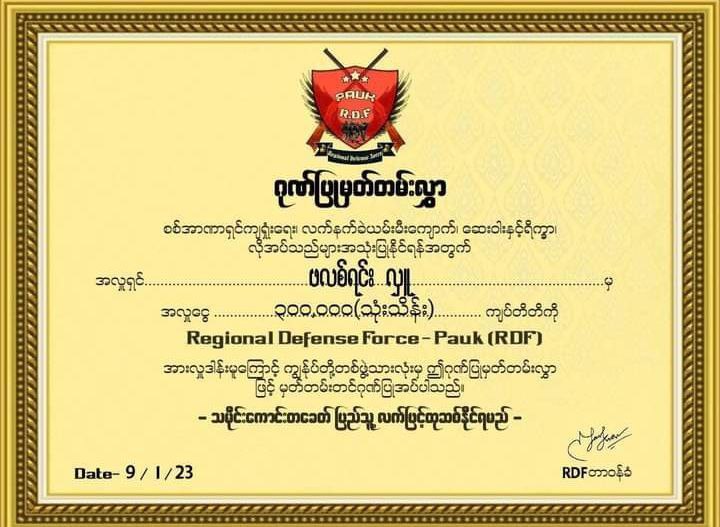 PAUK
R.D.F
Regional Defense Force
ဂုဏ်ပြုမှတ်တမ်းလွှာ
စစ်အာဏာရှင်ကျရှုံးရေး၊ လက်နက်ခဲယမ်းမီးကျောက်၊ ဆေးဝါးနှင့်ရိက္ခာ၊
လိုအပ်သည်များအသုံးပြုနိုင်ရန်အတွက်
အလှူရှင်..............................ဗလစ်ရင်း လှူ.............................မှ
အလှူငွေ ............၃၀၀,၀၀၀(သုံးသိန်း)............ ကျပ်တိတိကို
Regional Defense Force - Pauk (RDF)
အားလှူဒါန်းမှုကြောင့် ကျွန်ုပ်တို့တစ်ဖွဲ့သားလုံးမှ ဤဂုဏ်ပြုမှတ်တမ်းလွှာ
ဖြင့် မှတ်တမ်းတင်ဂုဏ်ပြုအပ်ပါသည်။
- သမိုင်းကောင်းတခေတ် ပြည်သူ့ လက်ဖြင့်ထုဆစ်နိုင်ရမည် -
Date- 9 / 1 / 23
RDFတာဝန်ခံ